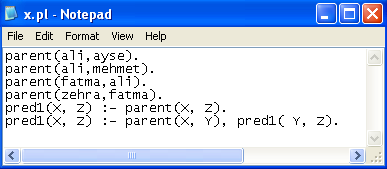 x.pl - Notepad
File Edit Format View Help
parent(ali,ayse).
parent(ali,mehmet).
parent(fatma,ali).
parent(zehra,fatma).
pred1(X, Z) :- parent(X, Z).
pred1(X, Z) :- parent(X, Y), pred1( Y, Z).